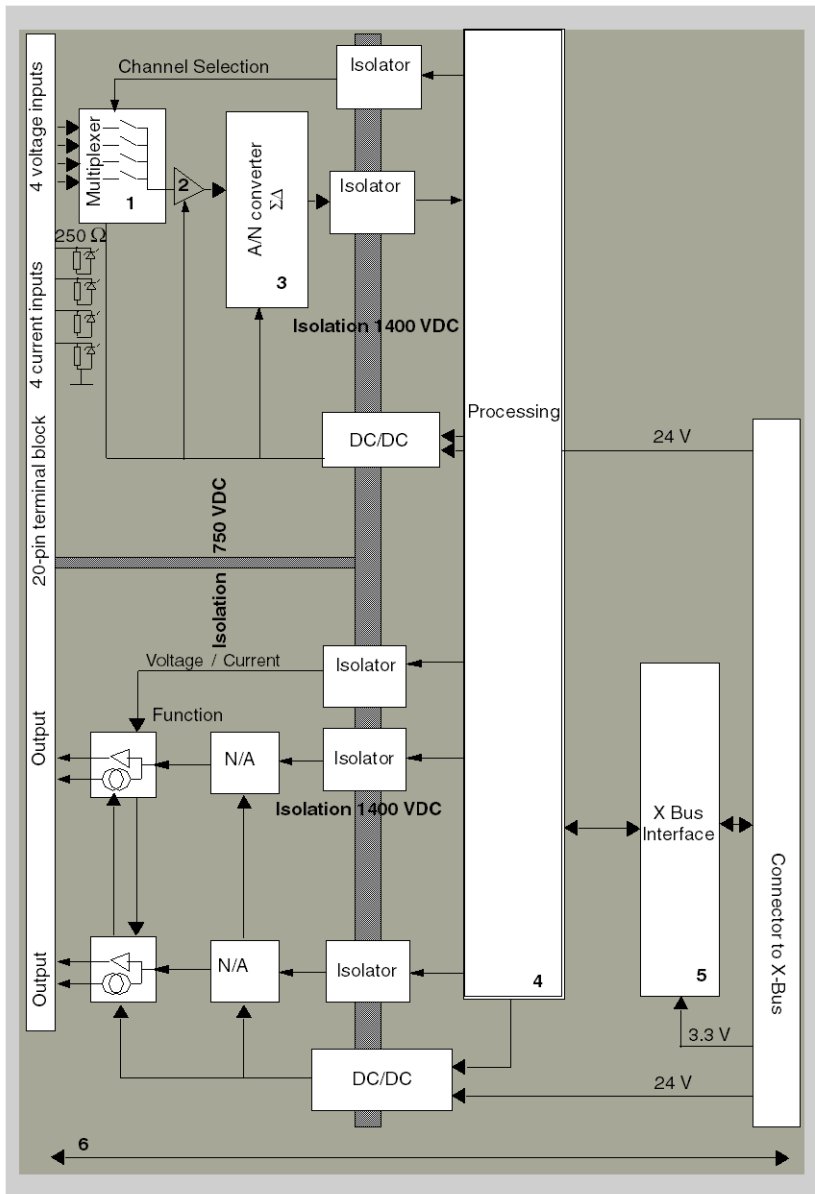 4 voltage inputs
4 current inputs
20-pin terminal block
Output
Output
Channel Selection
Isolator
Multiplexer
1
2
A/N converter
ΣΔ
3
Isolator
250 Ω
Isolation 1400 VDC
DC/DC
Processing
24 V
Isolation 750 VDC
Voltage / Current
Isolator
Function
N/A
Isolator
Isolation 1400 VDC
X Bus
Interface
Connector to X-Bus
N/A
Isolator
4
5
3.3 V
DC/DC
24 V
6